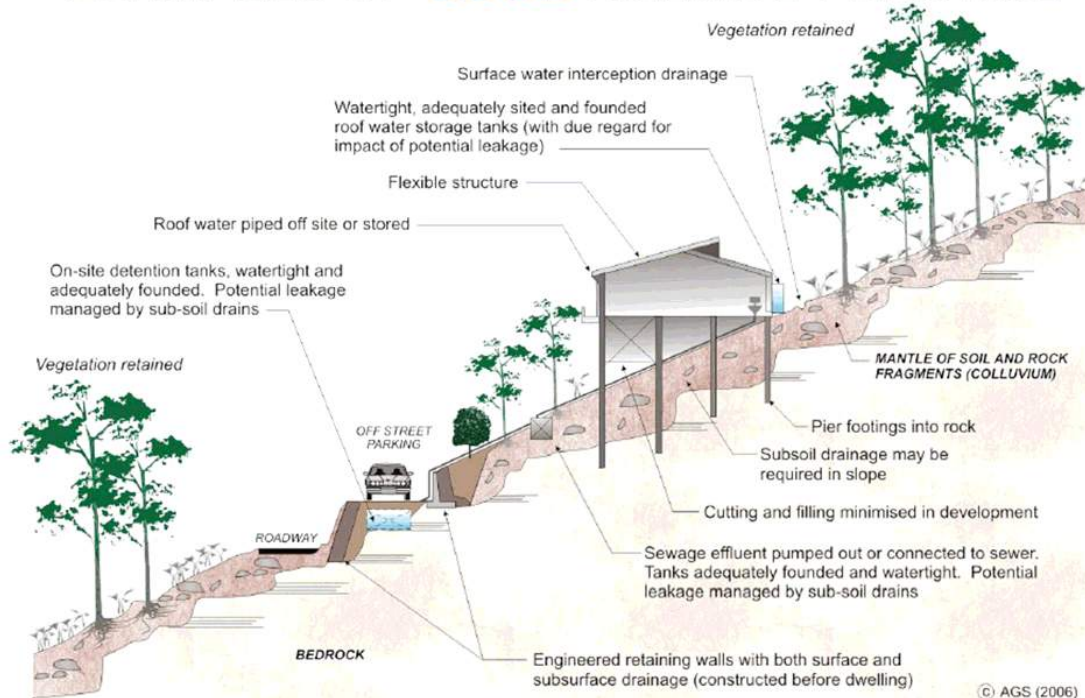 Vegetation retained
Surface water interception drainage
Watertight, adequately sited and founded
roof water storage tanks (with due regard for
impact of potential leakage)
Flexible structure
Roof water piped off site or stored
On-site detention tanks, watertight and
adequately founded. Potential leakage
managed by sub-soil drains
Vegetation retained
OFF STREET
PARKING
ROADWAY
MANTLE OF SOIL AND ROCK
FRAGMENTS (COLLUVIUM)
Pier footings into rock
Subsoil drainage may be
required in slope
Cutting and filling minimised in development
Sewage effluent pumped out or connected to sewer.
Tanks adequately founded and watertight. Potential
leakage managed by sub-soil drains
BEDROCK
Engineered retaining walls with both surface and
subsurface drainage (constructed before dwelling)
© AGS (2006)